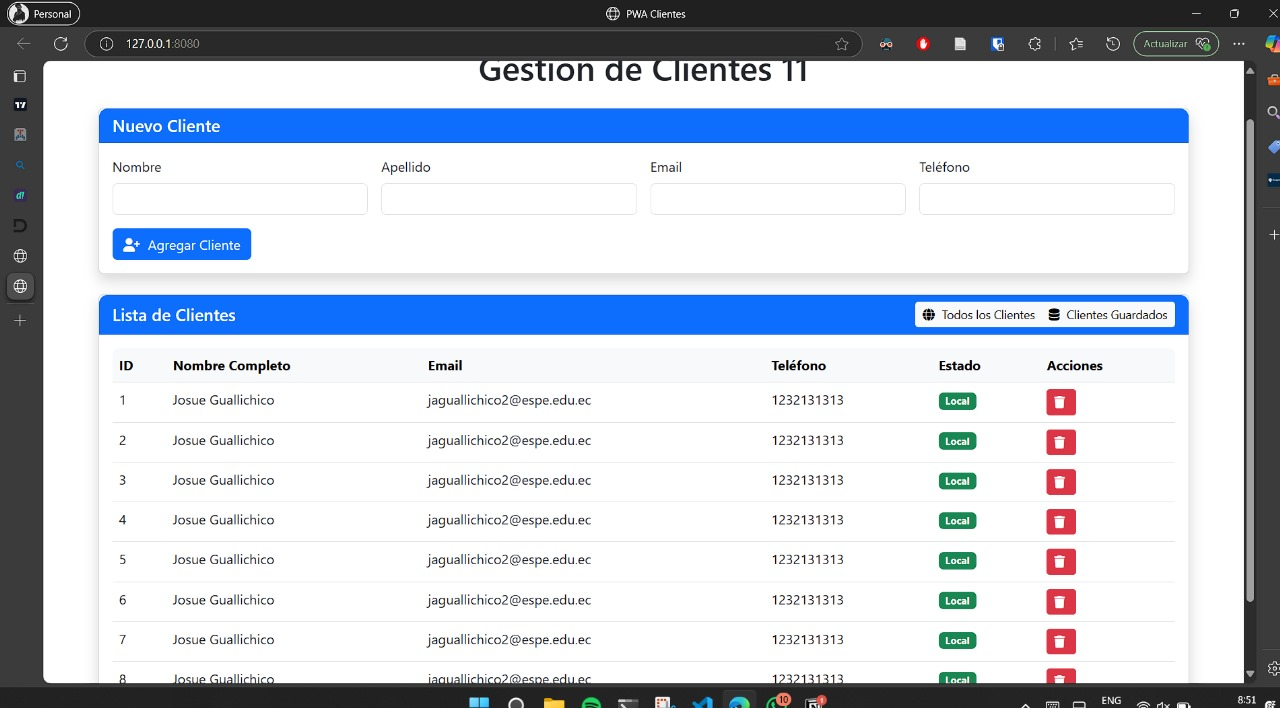 Personal
PWA Clientes
127.0.0.1:8080
Actualizar
Gestión de Clientes 11
Nuevo Cliente
Nombre Apellido Email Teléfono
Agregar Cliente
Lista de Clientes Todos los Clientes Clientes Guardados
ID Nombre Completo Email Teléfono Estado Acciones
1 Josue Guallichico jaguallichico2@espe.edu.ec 1232131313 Local
2 Josue Guallichico jaguallichico2@espe.edu.ec 1232131313 Local
3 Josue Guallichico jaguallichico2@espe.edu.ec 1232131313 Local
4 Josue Guallichico jaguallichico2@espe.edu.ec 1232131313 Local
5 Josue Guallichico jaguallichico2@espe.edu.ec 1232131313 Local
6 Josue Guallichico jaguallichico2@espe.edu.ec 1232131313 Local
7 Josue Guallichico jaguallichico2@espe.edu.ec 1232131313 Local
8 Josue Guallichico jaguallichico2@espe.edu.ec 1232131313 Local
10
1
ENG
8:51